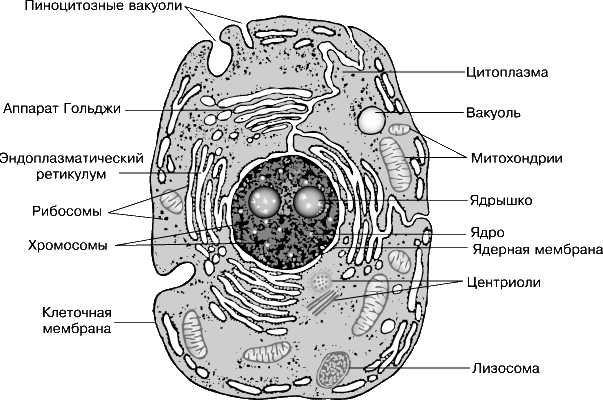 Пиноцитозные вакуоли
Цитоплазма
Аппарат Гольджи
Вакуоль
Эндоплазматический
ретикулум
Митохондрии
Рибосомы
Ядрышко
Хромосомы
Ядро
Ядерная мембрана
Центриоли
Клеточная
мембрана
Лизосома